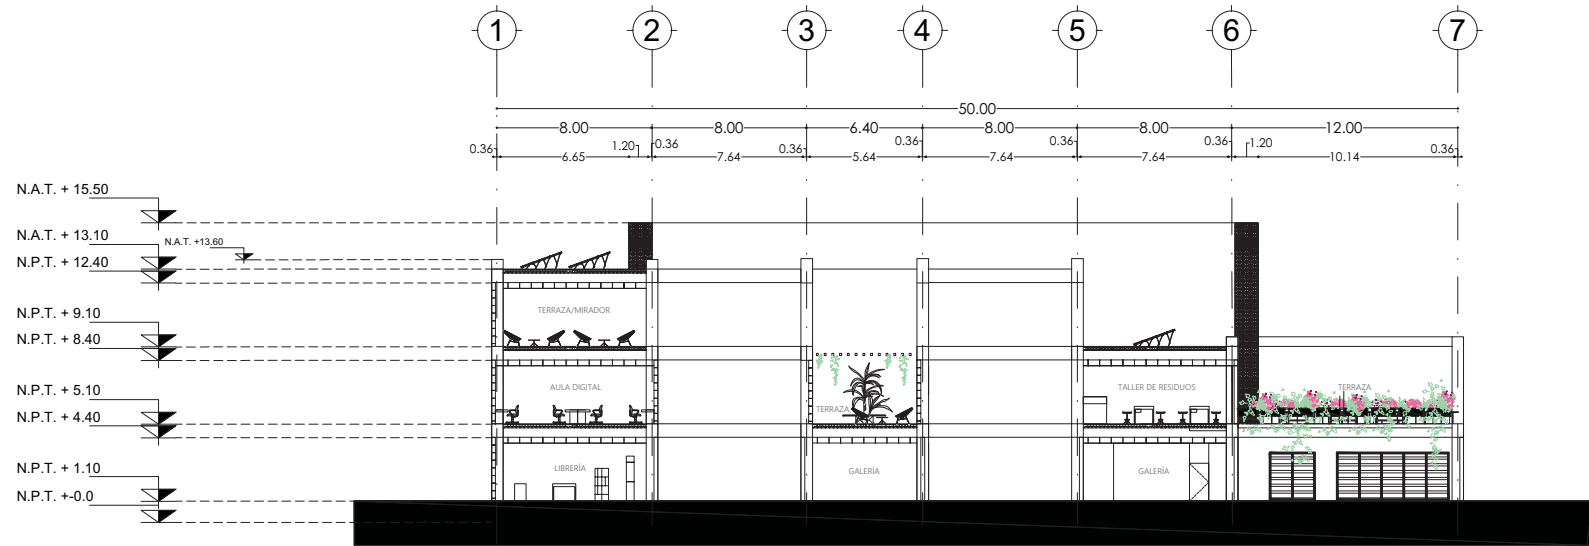 1 2 3 4 5 6 7
50.00
8.00 8.00 6.40 8.00 8.00 12.00
0.36 6.65 1.20 0.36 7.64 0.36 5.64 0.36 7.64 0.36 7.64 0.36 1.20 10.14 0.36
N.A.T. + 15.50
N.A.T. + 13.10
N.A.T. +13.60
N.P.T. + 12.40
N.P.T. + 9.10
TERRAZA/MIRADOR
N.P.T. + 8.40
N.P.T. + 5.10
AULA DIGITAL TALLER DE RESIDUOS TERRAZA
TERRAZA
N.P.T. + 4.40
N.P.T. + 1.10
LIBRERÍA GALERÍA GALERÍA
N.P.T. +-0.0